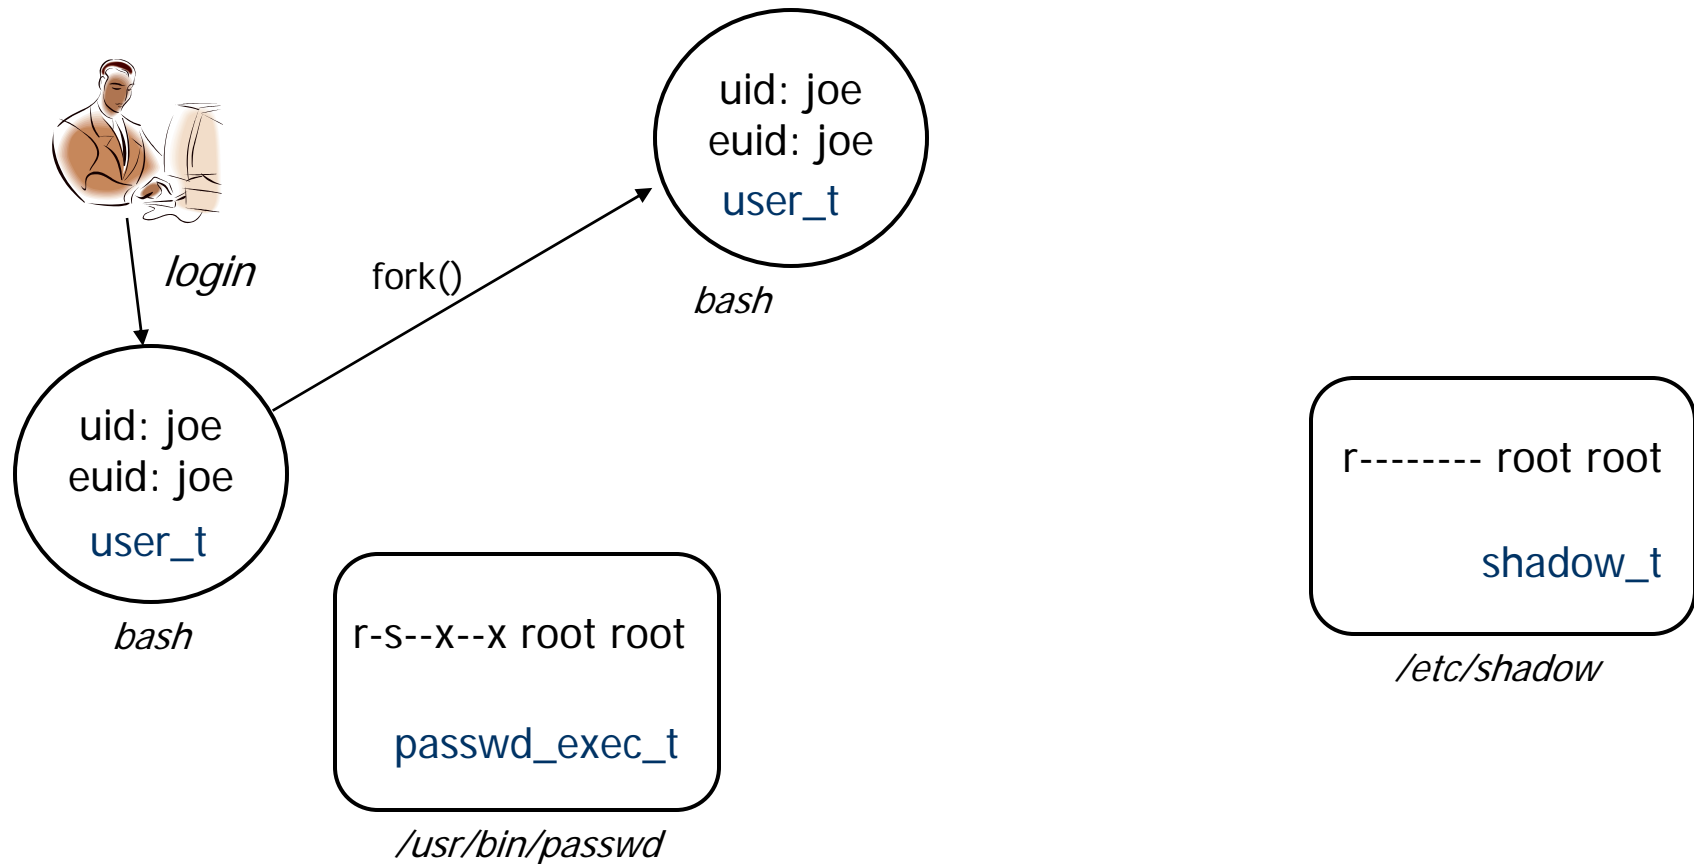 uid: joe
euid: joe
user_t
bash
login
fork()
uid: joe
euid: joe
user_t
bash
r-s--x--x root root
passwd_exec_t
/usr/bin/passwd
r-------- root root
shadow_t
/etc/shadow